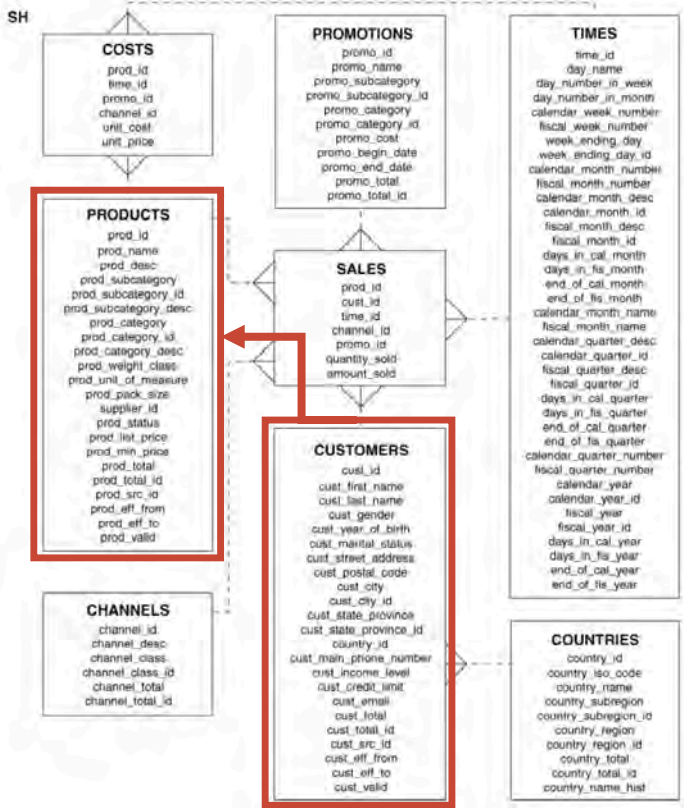 SH
COSTS
prod_id
time_id
promo_id
channel_id
unit_cost
unit_price
PROMOTIONS
promo_id
promo_name
promo_subcategory
promo_subcategory_id
promo_category
promo_category_id
promo_cost
promo_begin_date
promo_end_date
promo_total
promo_total_id
TIMES
time_id
day_name
day_number_in_week
day_number_in_month
calendar_week_number
fiscal_week_number
week_ending_day
week_ending_day_id
calendar_month_number
fiscal_month_number
calendar_month_desc
calendar_month_id
fiscal_month_desc
fiscal_month_id
days_in_cal_month
days_in_fis_month
end_of_cal_month
end_of_fis_month
calendar_month_name
fiscal_month_name
calendar_quarter_desc
calendar_quarter_id
fiscal_quarter_desc
fiscal_quarter_id
days_in_cal_quarter
days_in_fis_quarter
end_of_cal_quarter
end_of_fis_quarter
calendar_quarter_number
fiscal_quarter_number
calendar_year
calendar_year_id
fiscal_year
fiscal_year_id
days_in_cal_year
days_in_fis_year
end_of_cal_year
end_of_fis_year
PRODUCTS
prod_id
prod_name
prod_desc
prod_subcategory
prod_subcategory_id
prod_subcategory_desc
prod_category
prod_category_id
prod_category_desc
prod_weight_class
prod_unit_of_measure
prod_pack_size
supplier_id
prod_status
prod_list_price
prod_min_price
prod_total
prod_total_id
prod_src_id
prod_eff_from
prod_eff_to
prod_valid
SALES
prod_id
cust_id
time_id
channel_id
promo_id
quantity_sold
amount_sold
CUSTOMERS
cust_id
cust_first_name
cust_last_name
cust_gender
cust_year_of_birth
cust_marital_status
cust_street_address
cust_postal_code
cust_city
cust_city_id
cust_state_province
cust_state_province_id
country_id
cust_main_phone_number
cust_income_level
cust_credit_limit
cust_email
cust_total
cust_total_id
cust_src_id
cust_eff_from
cust_eff_to
cust_valid
CHANNELS
channel_id
channel_desc
channel_class
channel_class_id
channel_total
channel_total_id
COUNTRIES
country_id
country_iso_code
country_name
country_subregion
country_subregion_id
country_region
country_region_id
country_total
country_total_id
country_name_hist